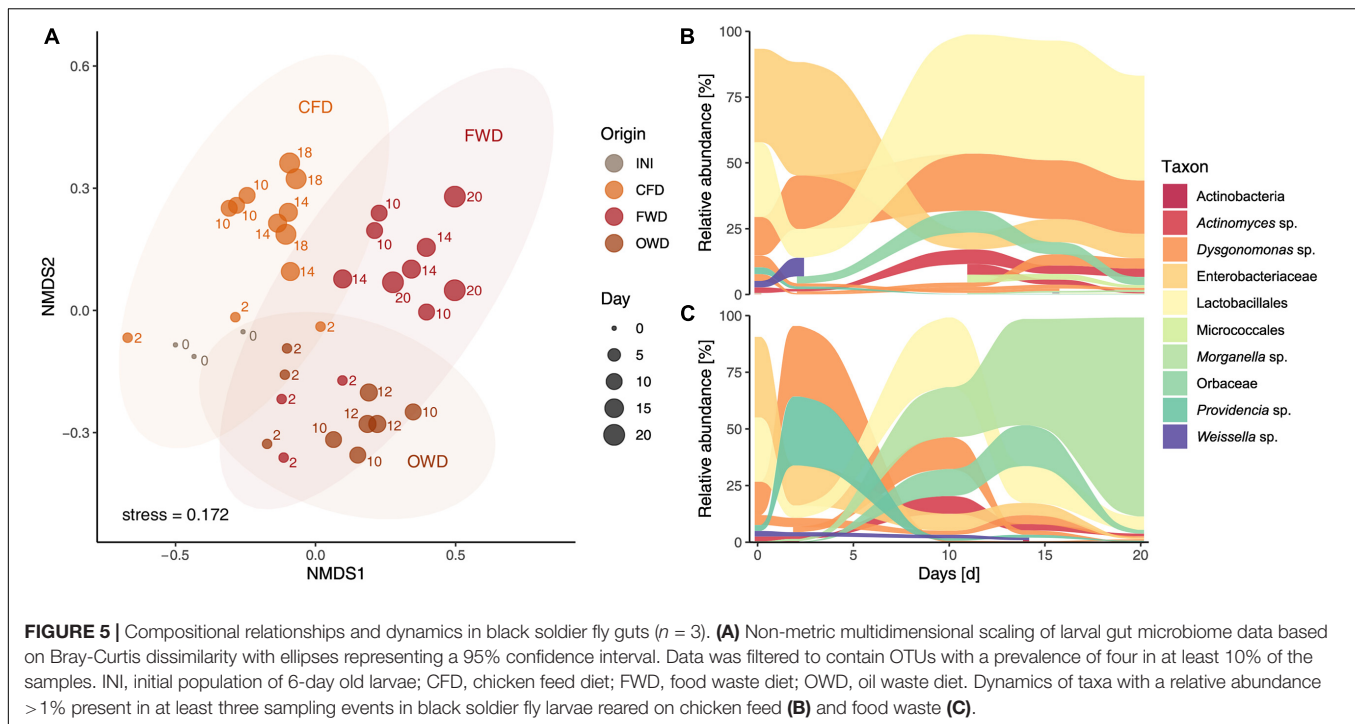 A
0.6
0.3
0.0
−0.3
NMDS2
−0.5
0.0
0.5
NMDS1
CFD
FWD
OWD
18
18
10
10
10
14
14
18
14
2
2
2
0
0
0
10
10
20
14
14
14
20
20
10
2
2
2
2
2
2
12
12
12
10
10
10
stress = 0.172
Origin
INI
CFD
FWD
OWD
Day
0
5
10
15
20
B
100
75
50
25
0
Relative abundance [%]
C
100
75
50
25
0
Relative abundance [%]
0
5
10
15
20
Days [d]
Taxon
Actinobacteria
Actinomyces sp.
Dysgonomonas sp.
Enterobacteriaceae
Lactobacillales
Micrococcales
Morganella sp.
Orbaceae
Providencia sp.
Weissella sp.
FIGURE 5 | Compositional relationships and dynamics in black soldier fly guts (n = 3). (A) Non-metric multidimensional scaling of larval gut microbiome data based
on Bray-Curtis dissimilarity with ellipses representing a 95% confidence interval. Data was filtered to contain OTUs with a prevalence of four in at least 10% of the
samples. INI, initial population of 6-day old larvae; CFD, chicken feed diet; FWD, food waste diet; OWD, oil waste diet. Dynamics of taxa with a relative abundance
>1% present in at least three sampling events in black soldier fly larvae reared on chicken feed (B) and food waste (C).